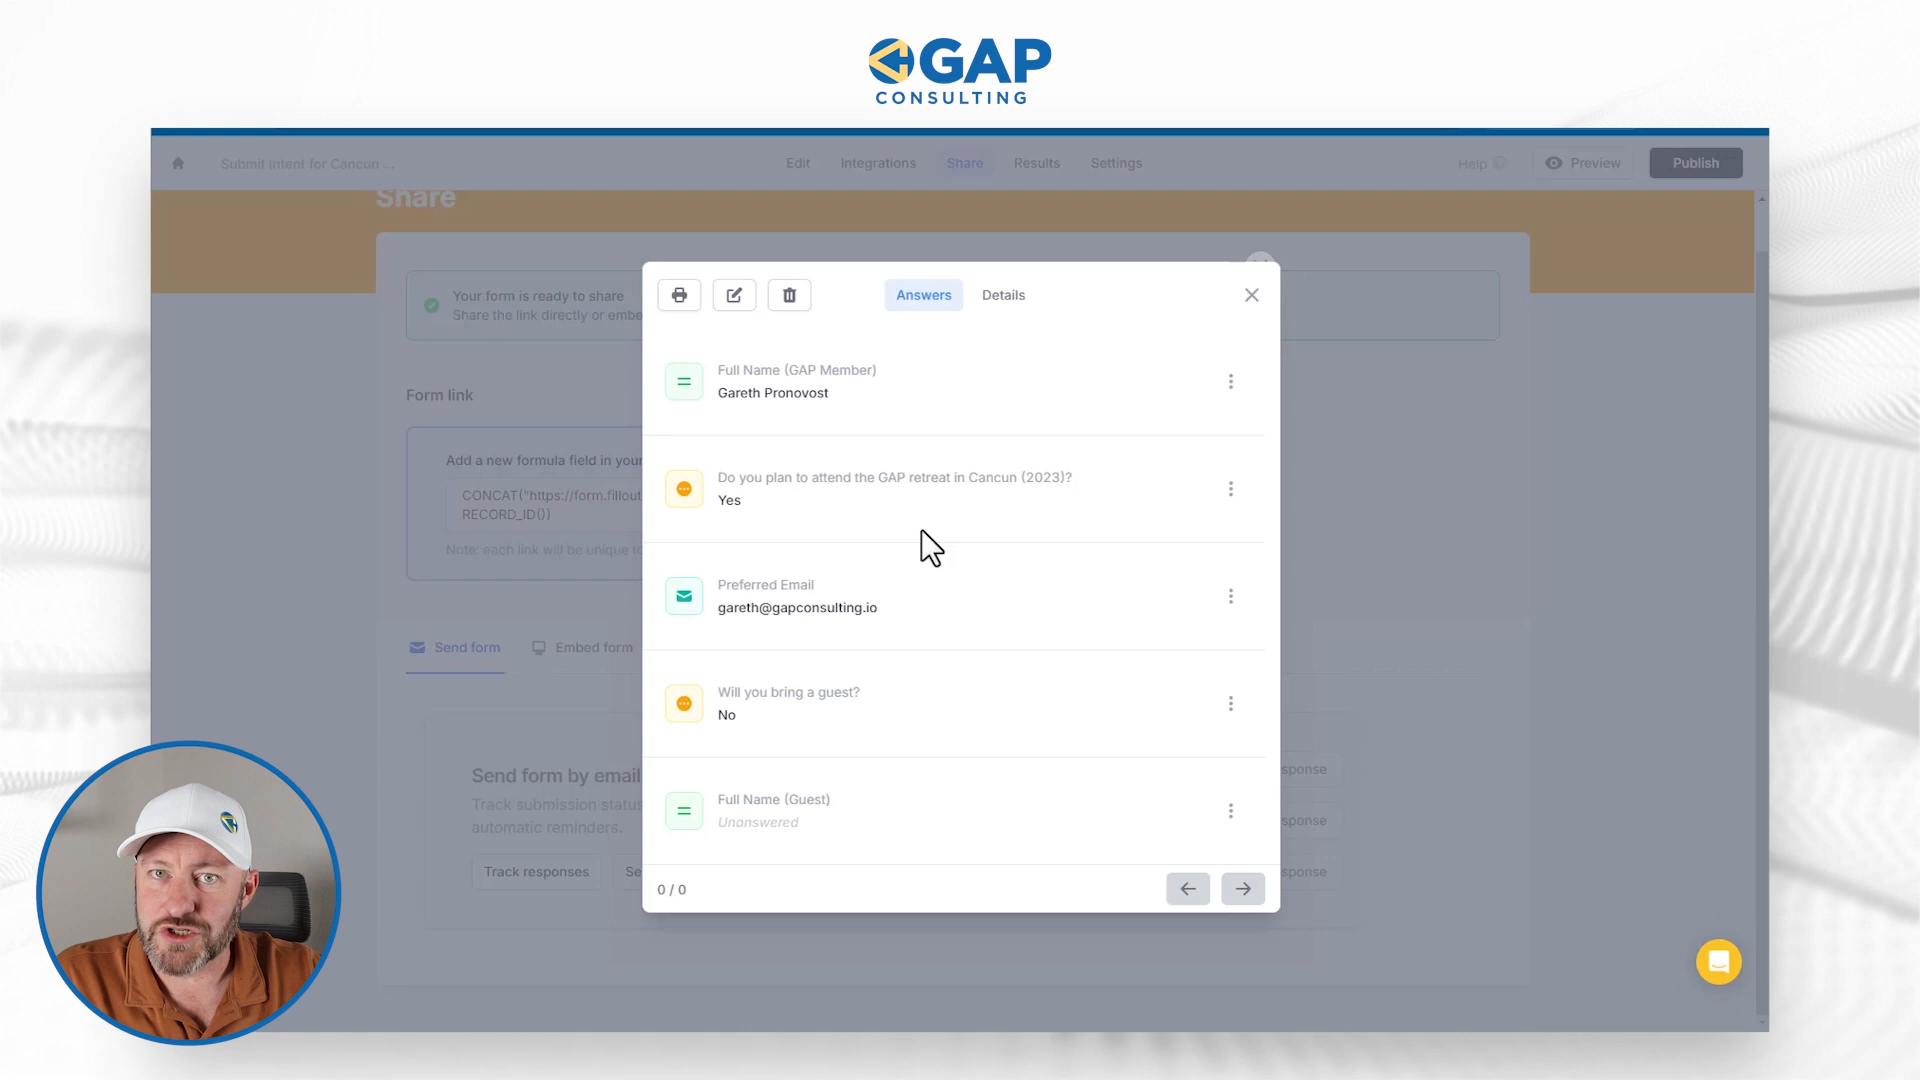 GAP
CONSULTING
Submit Intent for Cancun ...
Edit
Integrations
Share
Results
Settings
Help
Preview
Publish
Share
Your form is ready to share
Share the link directly or embe
Form link
Add a new formula field in your
CONCAT("https://form.fillout
RECORD_ID())
Note: each link will be unique to
Send form
Embed form
Send form by email
Track submission status
automatic reminders.
Track responses
Se
sponse
sponse
sponse
Answers
Details
Full Name (GAP Member)
Gareth Pronovost
Do you plan to attend the GAP retreat in Cancun (2023)?
Yes
Preferred Email
gareth@gapconsulting.io
Will you bring a guest?
No
Full Name (Guest)
Unanswered
0 / 0